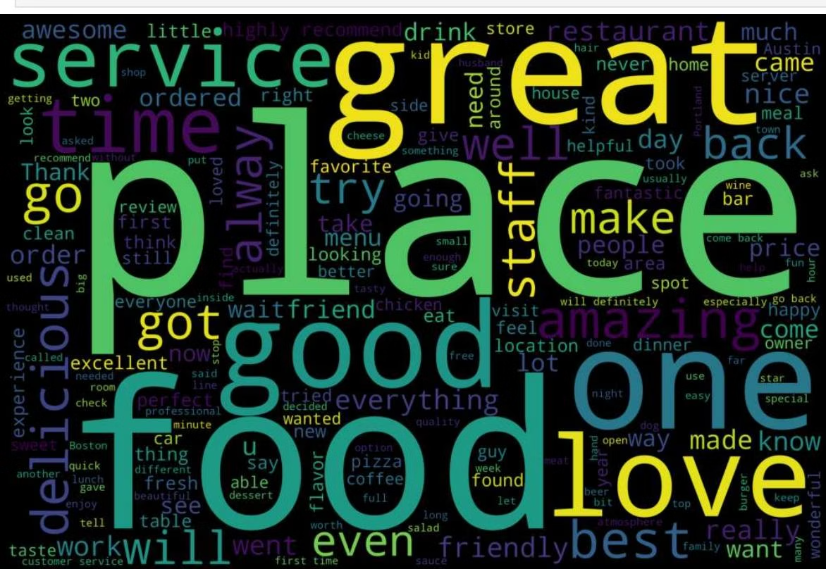 awesome little highly recommend drink store restaurant much
service great kid hair never home Austin came
shop husband server
getting two ordered right need around house kind nice
look time asked side Portland meal
cheese give well helpful day back town
recommend without put alway favorite something took
Thank loved definitely try going staff usually ask
go place fantastic wine
review make bar
clean first take menu people come back
think find looking small today price
order still better area help
used big actually enough sure spot fun hour
delicious tasty
everyone inside wait friend chicken visit will definitely especially go back
thought got eat feel amazing happy
experience called now stop good location done dinner come
excellent free lot owner
needed room said one far
check line tried everything use star
perfect decided night easy special
professional wanted quality
minute new dog
sweet Boston car u guy love open way made know
thing say option pizza week found hand year
another quick different able flavor coffee meat beer bit top burger keep
lunch fresh dessert full let
gave beautiful food
enjoy see long atmosphere really wonderful
tell table worth salad
taste work will went even friendly best family want many
customer service first time sauce